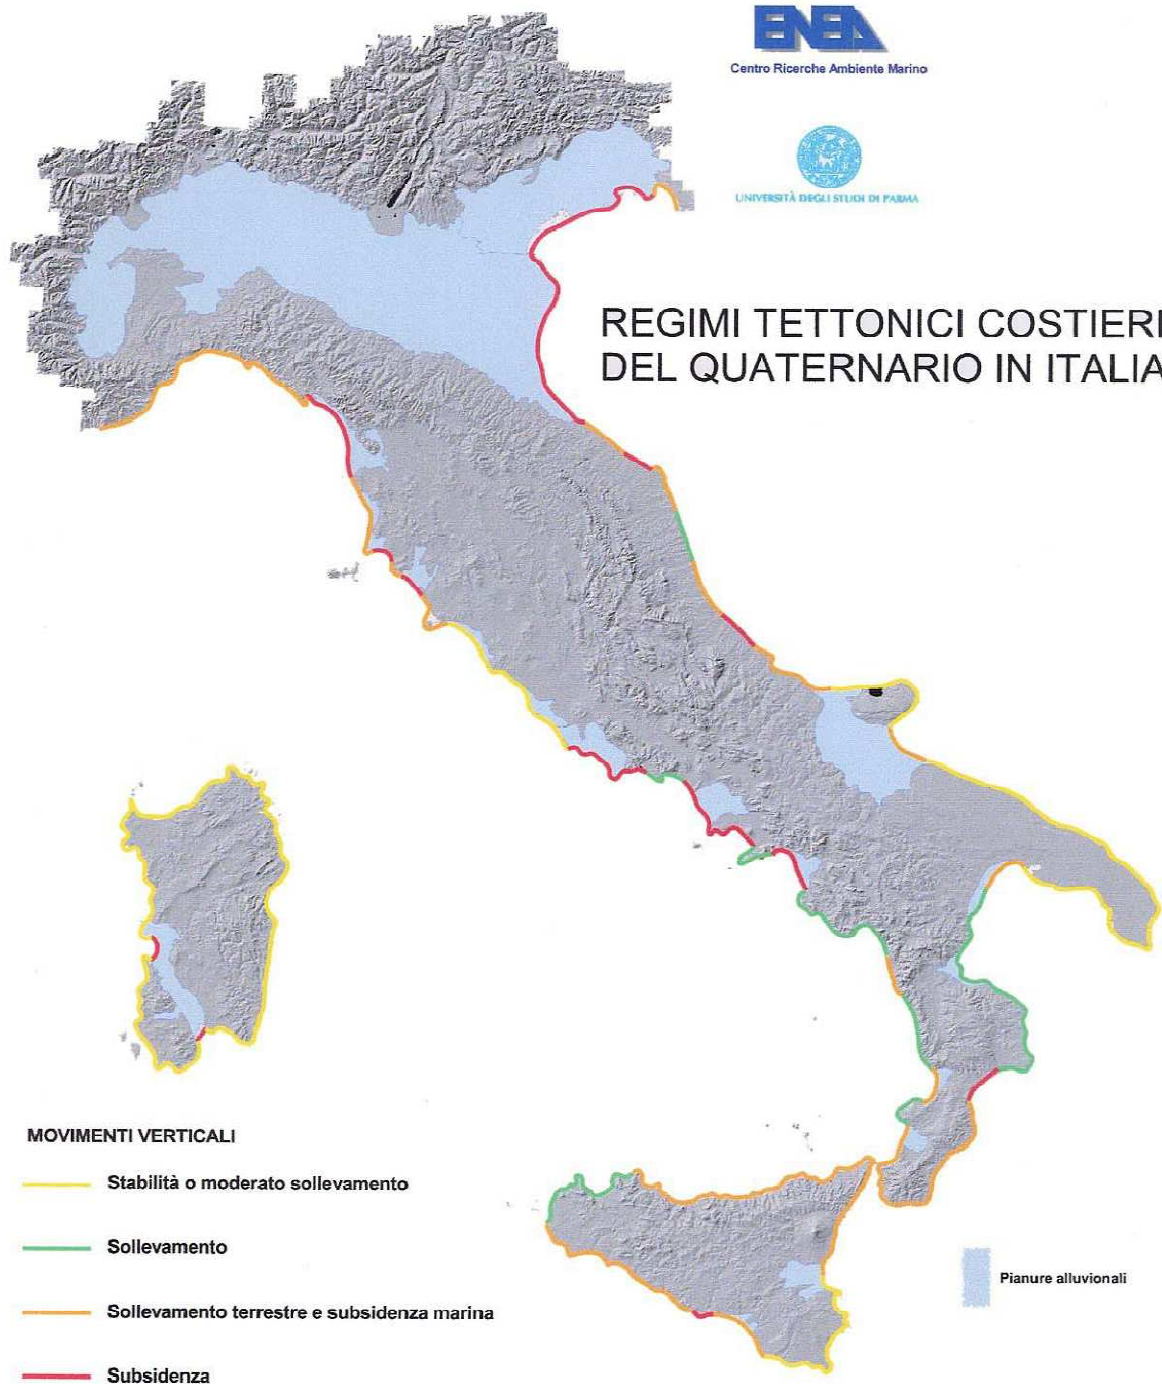 ENEA
Centro Ricerche Ambiente Marino
UNIVERSITÀ DEGLI STUDI DI PARMA
REGIMI TETTONICI COSTIERI
DEL QUATERNARIO IN ITALIA
MOVIMENTI VERTICALI
Stabilità o moderato sollevamento
Sollevamento
Sollevamento terrestre e subsidenza marina
Subsidenza
Pianure alluvionali